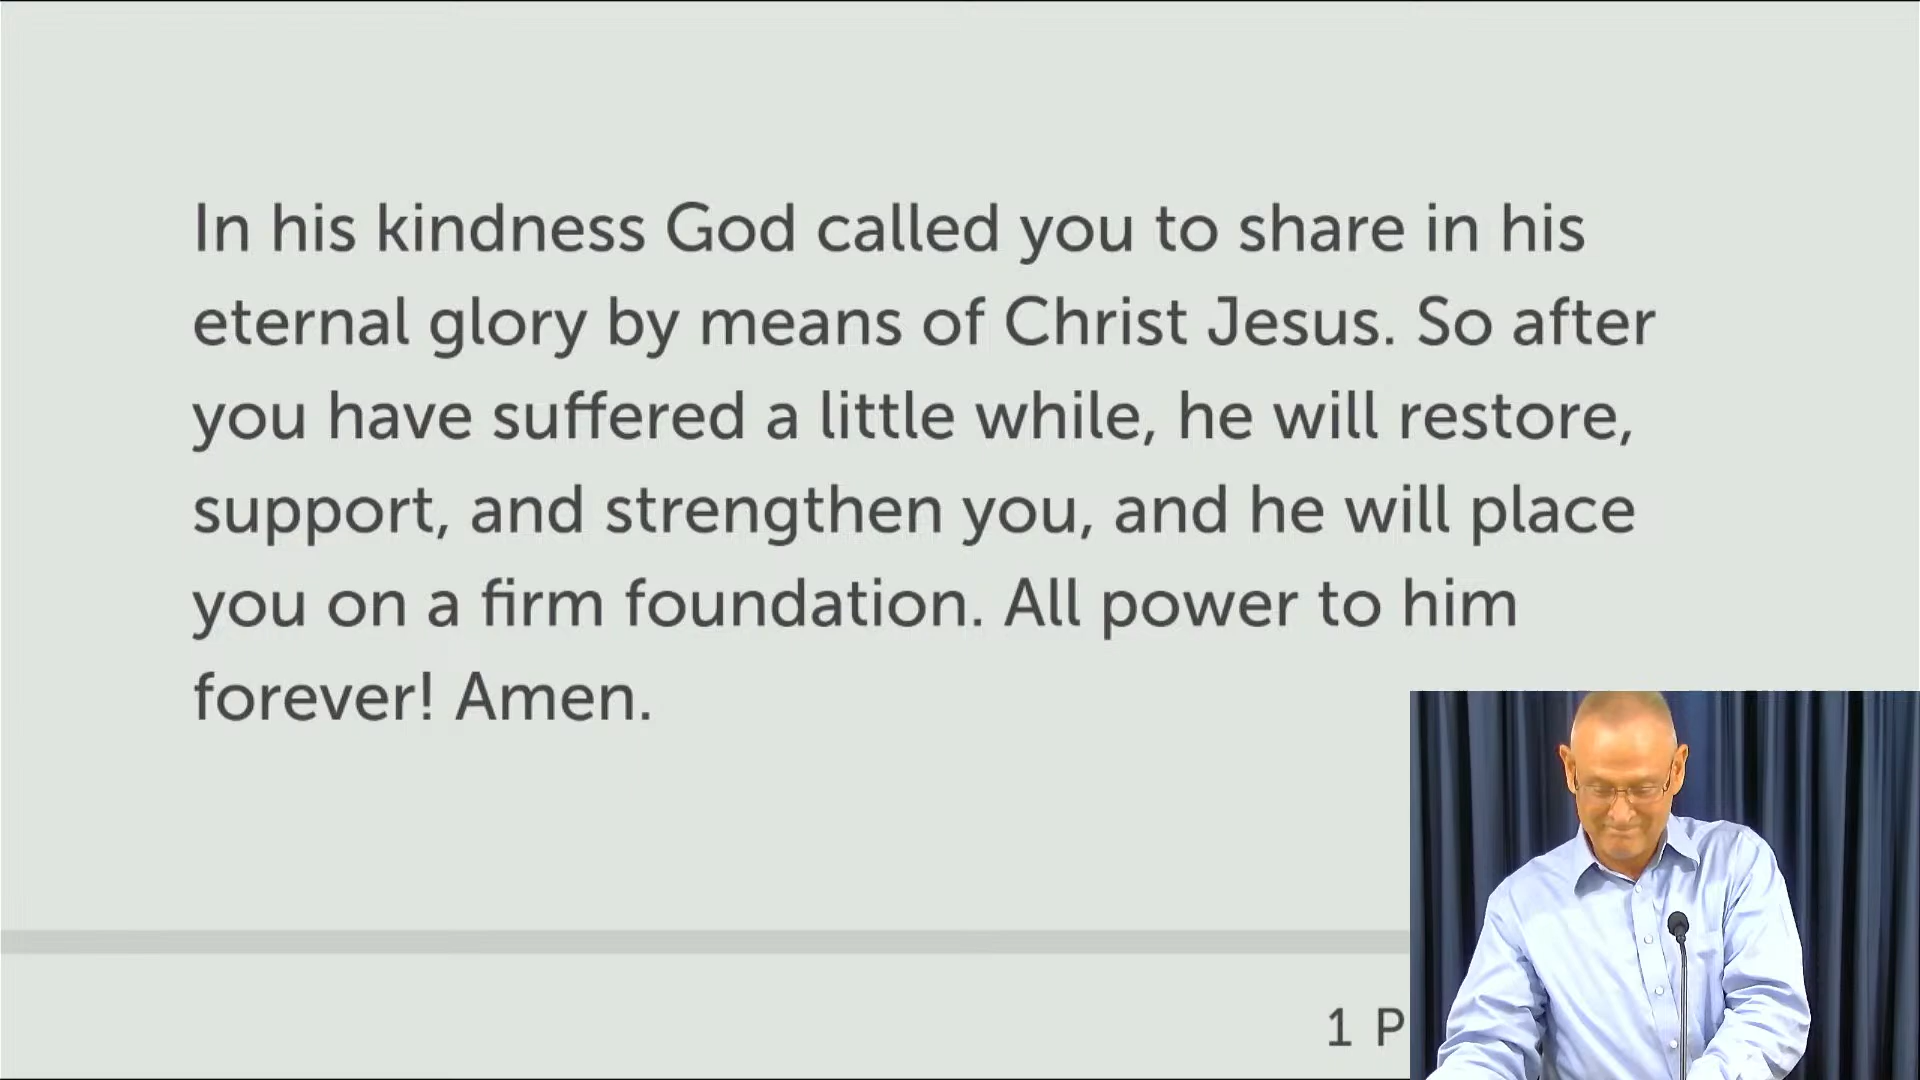 In his kindness God called you to share in his
eternal glory by means of Christ Jesus. So after
you have suffered a little while, he will restore,
support, and strengthen you, and he will place
you on a firm foundation. All power to him
forever! Amen.
1 P